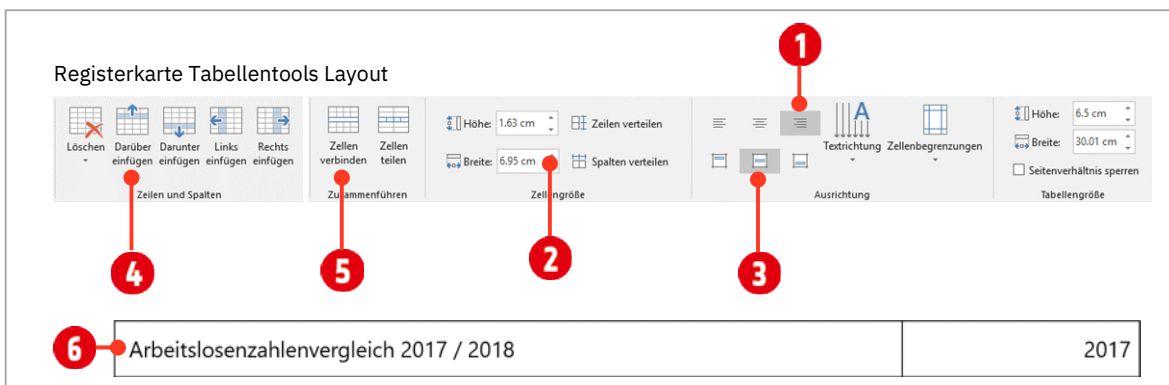 1
Registerkarte Tabellentools Layout
Löschen Darüber einfügen Darunter einfügen Links einfügen Rechts einfügen
Zeilen und Spalten
Zellen verbinden Zellen teilen
Zusammenführen
Höhe: 1.63 cm Zeilen verteilen
Breite: 6.95 cm Spalten verteilen
Zellengröße
A
Textrichtung Zellenbegrenzungen
Ausrichtung
Höhe: 6.5 cm
Breite: 30.01 cm
Seitenverhältnis sperren
Tabellengröße
4 5 2 3
6 Arbeitslosenzahlenvergleich 2017 / 2018 2017